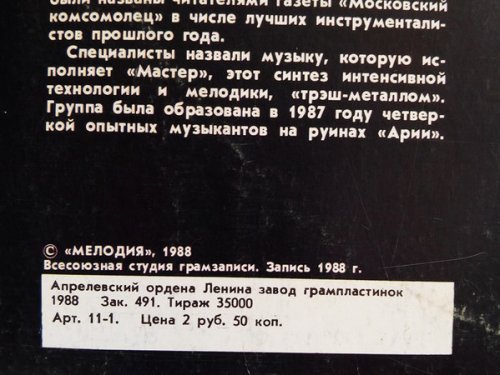 были названы читателями газеты «Московский
комсомолец» в числе лучших инструментали-
стов прошлого года.
Специалисты назвали музыку, которую ис-
полняет «Мастер», этот синтез интенсивной
технологии и мелодики, «трэш-металлом».
Группа была образована в 1987 году четвер-
кой опытных музыкантов на руинах «Арии».
© «МЕЛОДИЯ», 1988
Всесоюзная студия грамзаписи. Запись 1988 г.
Апрелевский ордена Ленина завод грампластинок
1988 Зак. 491. Тираж 35000
Арт. 11-1. Цена 2 руб. 50 коп.